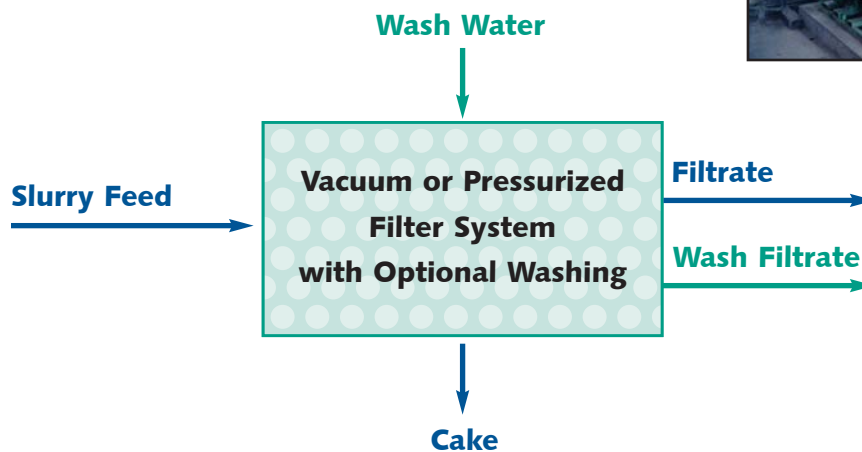 Wash Water
Slurry Feed
Vacuum or Pressurized
Filter System
with Optional Washing
Filtrate
Wash Filtrate
Cake